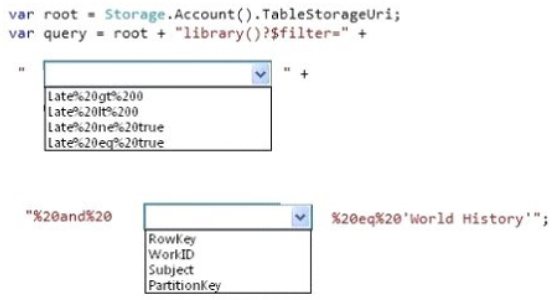 var root = Storage.Account().TableStorageUri;
var query = root + "library()?$filter=" +
" " +
Late%20gt%200
Late%20lt%200
Late%20ne%20true
Late%20eq%20true
"%20and%20 %20eq%20'World History'";
RowKey
WorkID
Subject
PartitionKey